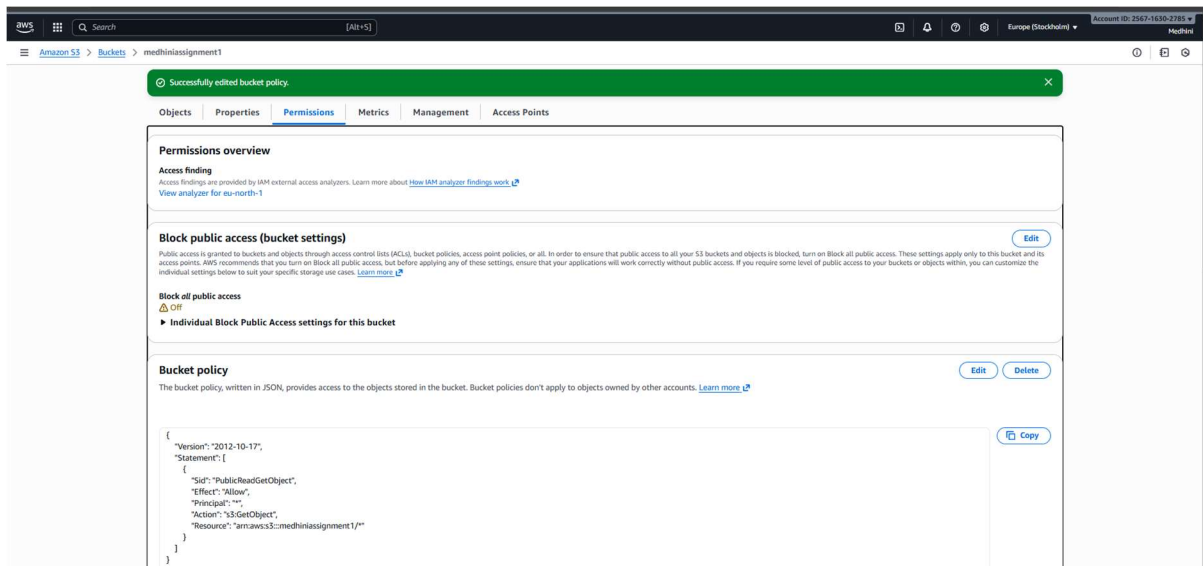 aws
Search [Alt+S]
Europe (Stockholm)
Account ID: 2567-1630-2785
Medhini
Amazon S3 > Buckets > medhiniassignment1
Successfully edited bucket policy.
Objects Properties Permissions Metrics Management Access Points
Permissions overview
Access finding
Access findings are provided by IAM external access analyzers. Learn more about How IAM analyzer findings work
View analyzer for eu-north-1
Block public access (bucket settings)
Edit
Public access is granted to buckets and objects through access control lists (ACLs), bucket policies, access point policies, or all. In order to ensure that public access to all your S3 buckets and objects is blocked, turn on Block all public access. These settings apply only to this bucket and its
access points. AWS recommends that you turn on Block all public access, but before applying any of these settings, ensure that your applications will work correctly without public access. If you require some level of public access to your buckets or objects within, you can customize the
individual settings below to suit your specific storage use cases. Learn more
Block all public access
Off
Individual Block Public Access settings for this bucket
Bucket policy
Edit Delete
The bucket policy, written in JSON, provides access to the objects stored in the bucket. Bucket policies don't apply to objects owned by other accounts. Learn more
Copy
{
"Version": "2012-10-17",
"Statement": [
{
"Sid": "PublicReadGetObject",
"Effect": "Allow",
"Principal": "*",
"Action": "s3:GetObject",
"Resource": "arn:aws:s3:::medhiniassignment1/*"
}
]
}